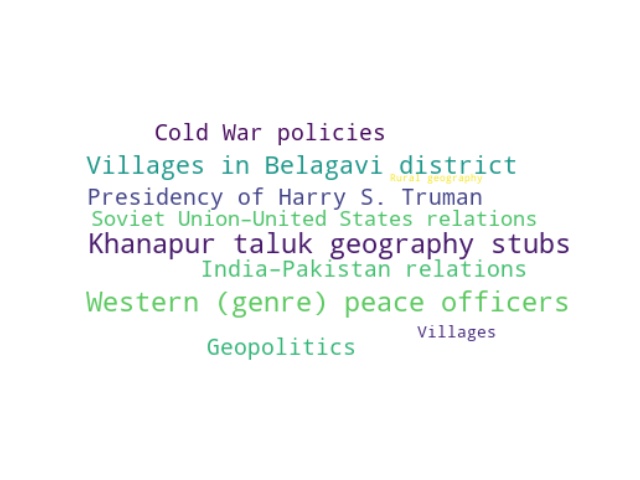 Cold War policies
Villages in Belagavi district
Rural geography
Presidency of Harry S. Truman
Soviet Union–United States relations
Khanapur taluk geography stubs
India–Pakistan relations
Western (genre) peace officers
Villages
Geopolitics